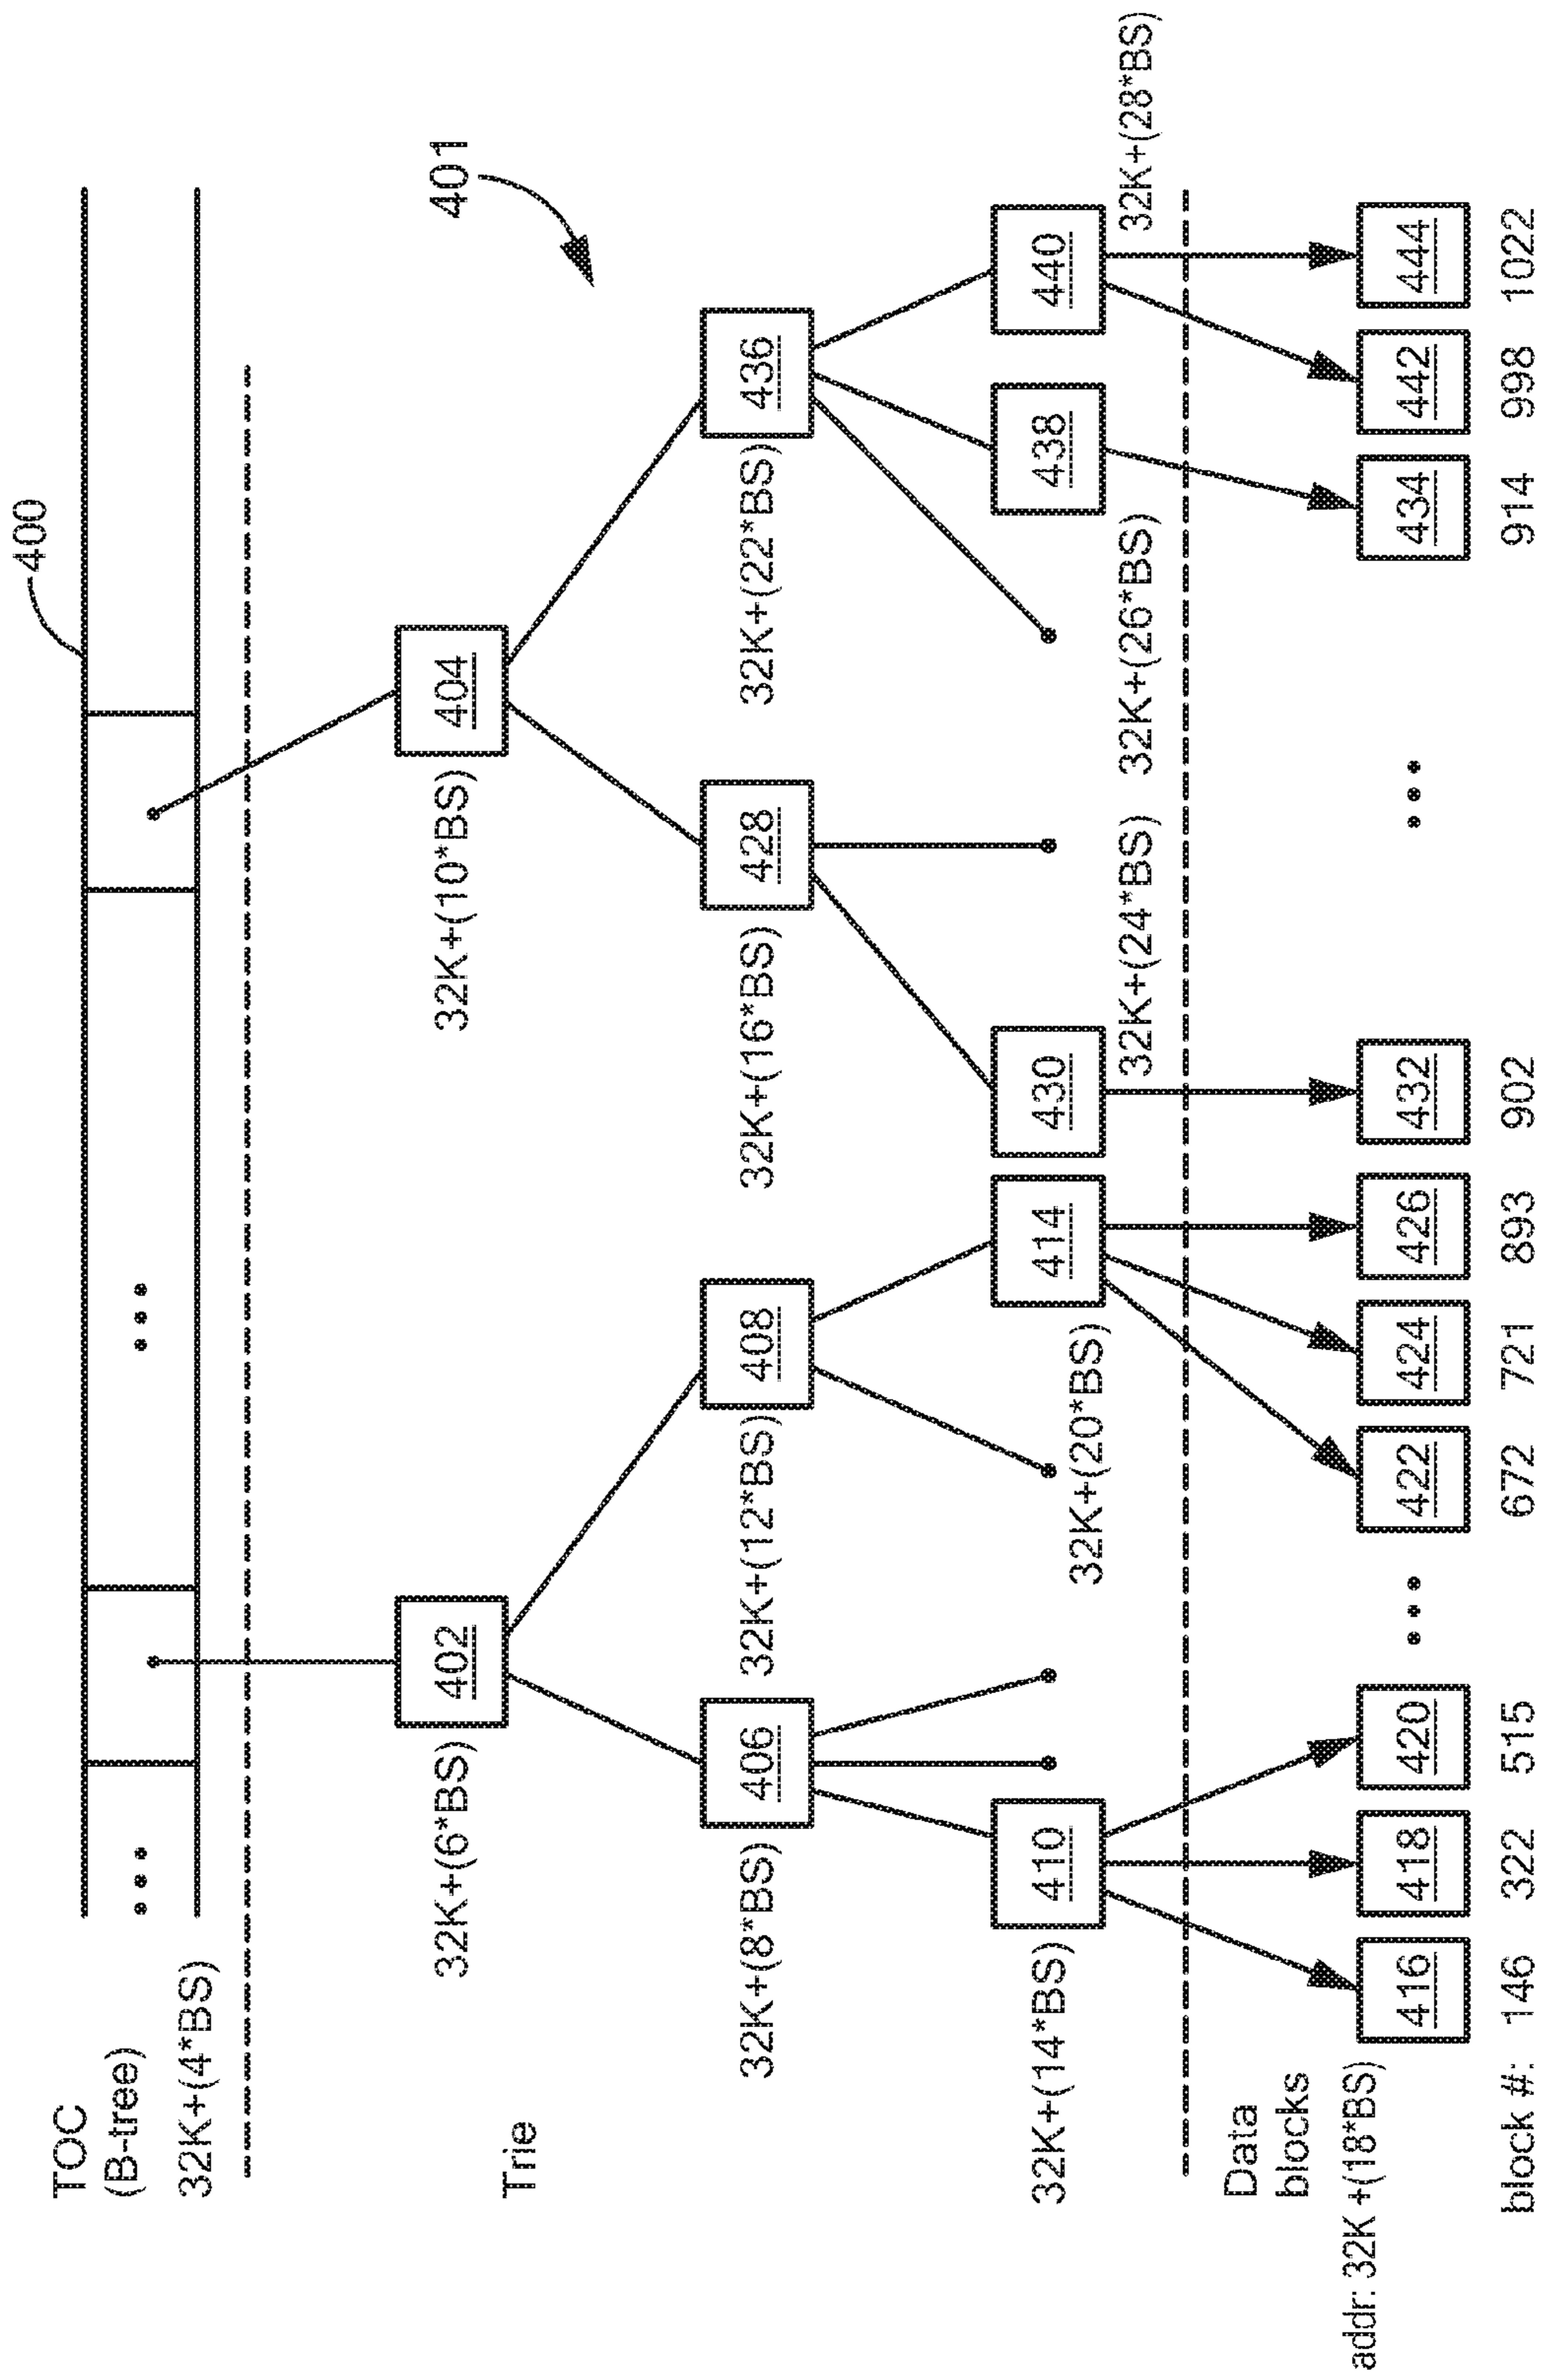 400
TOC
(B-tree)
32K+(4*BS)
401
Trie
402
32K+(6*BS)
404
32K+(10*BS)
406
32K+(8*BS)
408
32K+(12*BS)
428
32K+(16*BS)
436
32K+(22*BS)
410
32K+(14*BS)
414
32K+(20*BS)
430
32K+(24*BS)
438
32K+(26*BS)
440
32K+(28*BS)
Data
blocks
addr: 32K +(18*BS)
416 418 420 422 424 426 432 434 442 444
block #: 146 322 515 672 721 893 902 914 998 1022